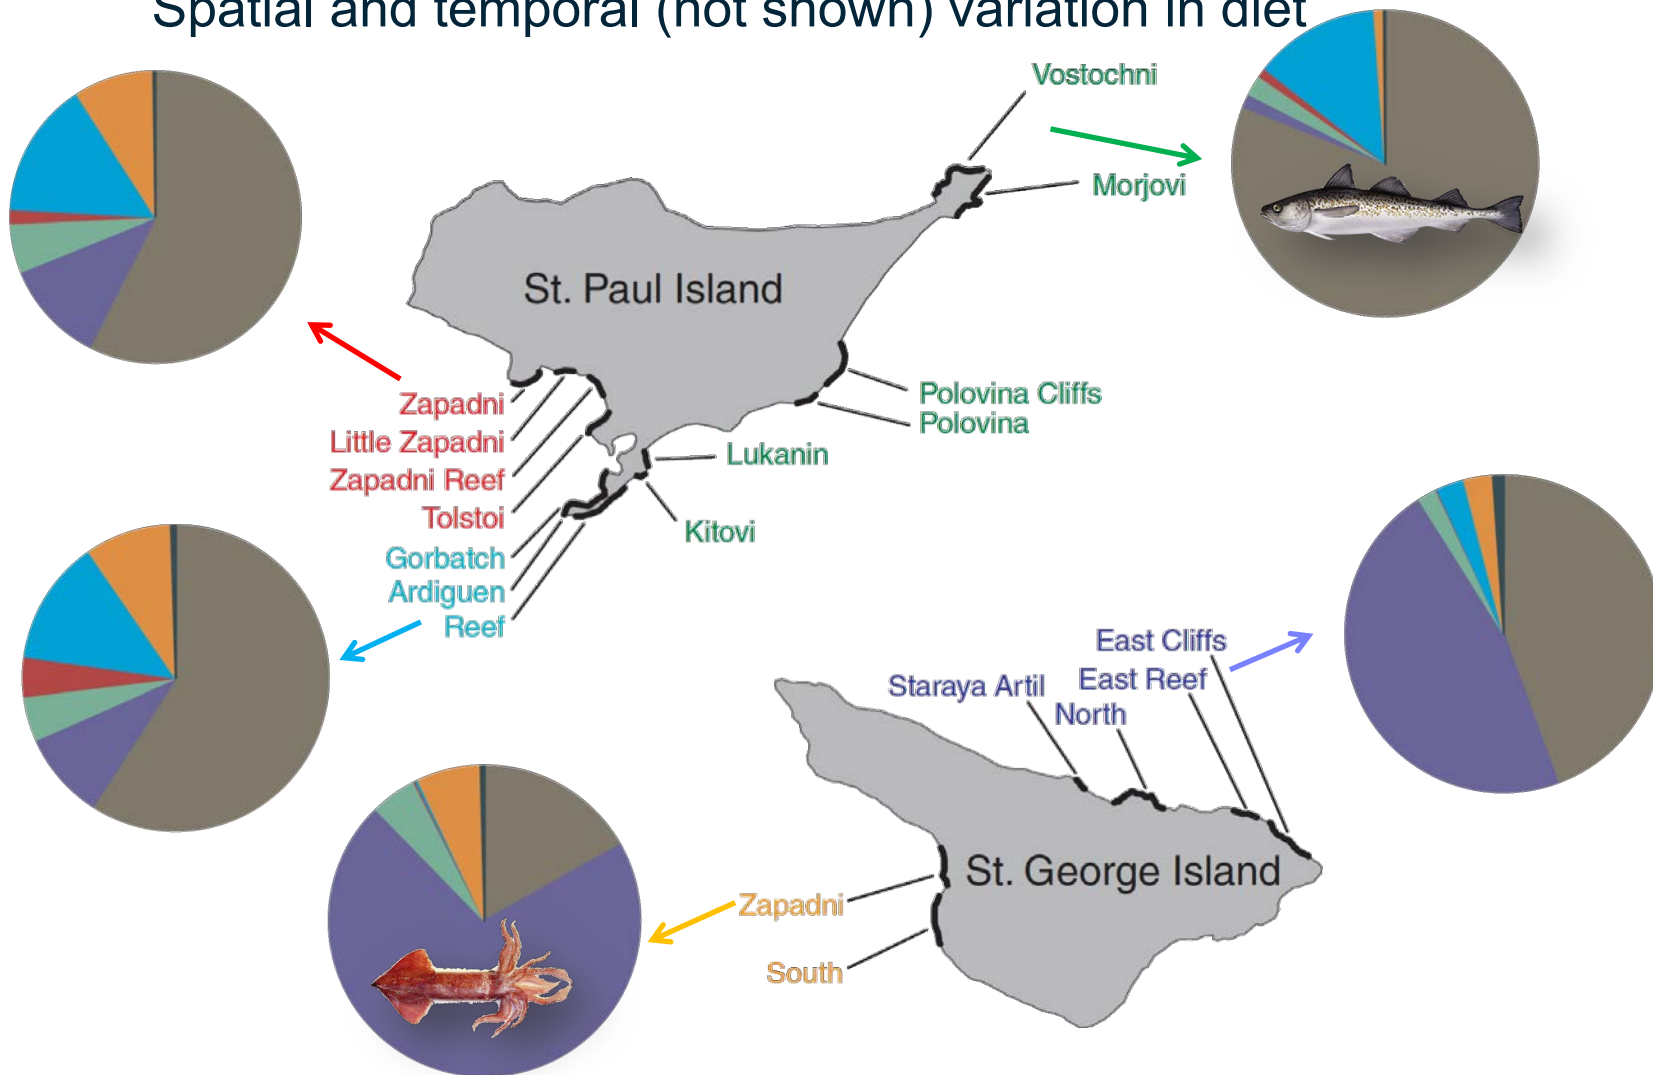 Spatial and temporal (not shown) variation in diet
Vostochni
Morjovi
St. Paul Island
Polovina Cliffs
Polovina
Zapadni
Little Zapadni
Zapadni Reef
Tolstoi
Lukanin
Kitovi
Gorbatch
Ardiguen
Reef
East Cliffs
East Reef
Staraya Artil
North
St. George Island
Zapadni
South